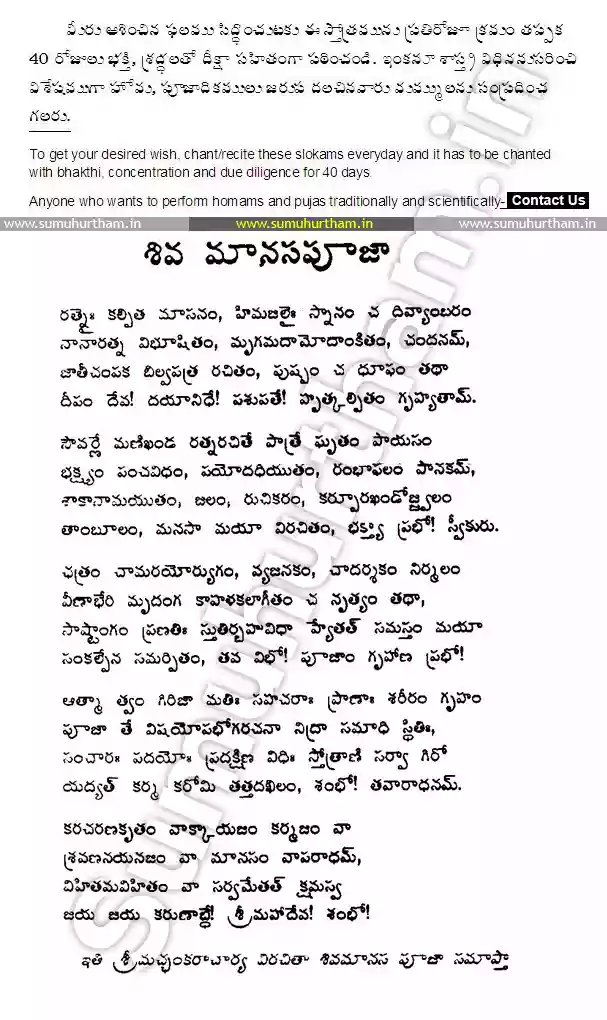 మీరు ఆశించిన ఫలము సిద్ధించుటకు ఈ స్తోత్రమును ప్రతిరోజూ క్రమం తప్పక
40 రోజులు భక్తి, శ్రద్ధలతో దీక్షా సహితంగా పఠించండి. ఇంకనూ శాస్త్ర విధిననుసరించి
విశేషముగా హోమ, పూజాదికములు జరుప దలచినవారు మమ్ములను సంప్రదించ
గలరు.
To get your desired wish, chant/recite these slokams everyday and it has to be chanted
with bhakthi, concentration and due diligence for 40 days.
Anyone who wants to perform homams and pujas traditionally and scientifically- Contact Us
www.sumuhurtham.in www.sumuhurtham.in www.sumuhurtham.in
శివ మానసపూజా
రత్నైః కల్పిత మాసనం, హిమజలైః స్నానం చ దివ్యాంబరం
నానారత్న విభూషితం, మృగమదామోదాంకితం, చందనమ్,
జాతీచంపక బిల్వపత్ర రచితం, పుష్పం చ ధూపం తథా
దీపం దేవ! దయానిధే! పశుపతే! హృత్కల్పితం గృహ్యతామ్.
సౌవర్ణే మణిఖండ రత్నరచితే పాత్రే ఘృతం పాయసం
భక్ష్యం పంచవిధం, పయోదధియుతం, రంభాఫలం పానకమ్,
శాకానామయుతం, జలం, రుచికరం, కర్పూరఖండోజ్జ్వలం
తాంబూలం, మనసా మయా విరచితం, భక్త్యా ప్రభో! స్వీకురు.
ఛత్రం చామరయోర్యుగం, వ్యజనకం, చాదర్శకం నిర్మలం
వీణాభేరి మృదంగ కాహళకలాగీతం చ నృత్యం తథా,
సాష్టాంగం ప్రణతిః స్తుతిర్బహువిధా హ్యేతత్ సమస్తం మయా
సంకల్పేన సమర్పితం, తవ విభో! పూజాం గృహాణ ప్రభో!
ఆత్మా త్వం గిరిజా మతిః సహచరాః ప్రాణాః శరీరం గృహం
పూజా తే విషయోపభోగరచనా నిద్రా సమాధి స్థితిః,
సంచారః పదయోః ప్రదక్షిణ విధిః స్తోత్రాణి సర్వా గిరో
యద్యత్ కర్మ కరోమి తత్తదఖిలం, శంభో! తవారాధనమ్.
కరచరణకృతం వాక్కాయజం కర్మజం వా
శ్రవణనయనజం వా మానసం వాపరాధమ్,
విహితమవిహితం వా సర్వమేతత్ క్షమస్వ
జయ జయ కరుణాబ్ధే! శ్రీమహాదేవ! శంభో!
ఇతి శ్రీమచ్ఛంకరాచార్య విరచితా శివమానస పూజా సమాప్తా
sumuhurtham.in